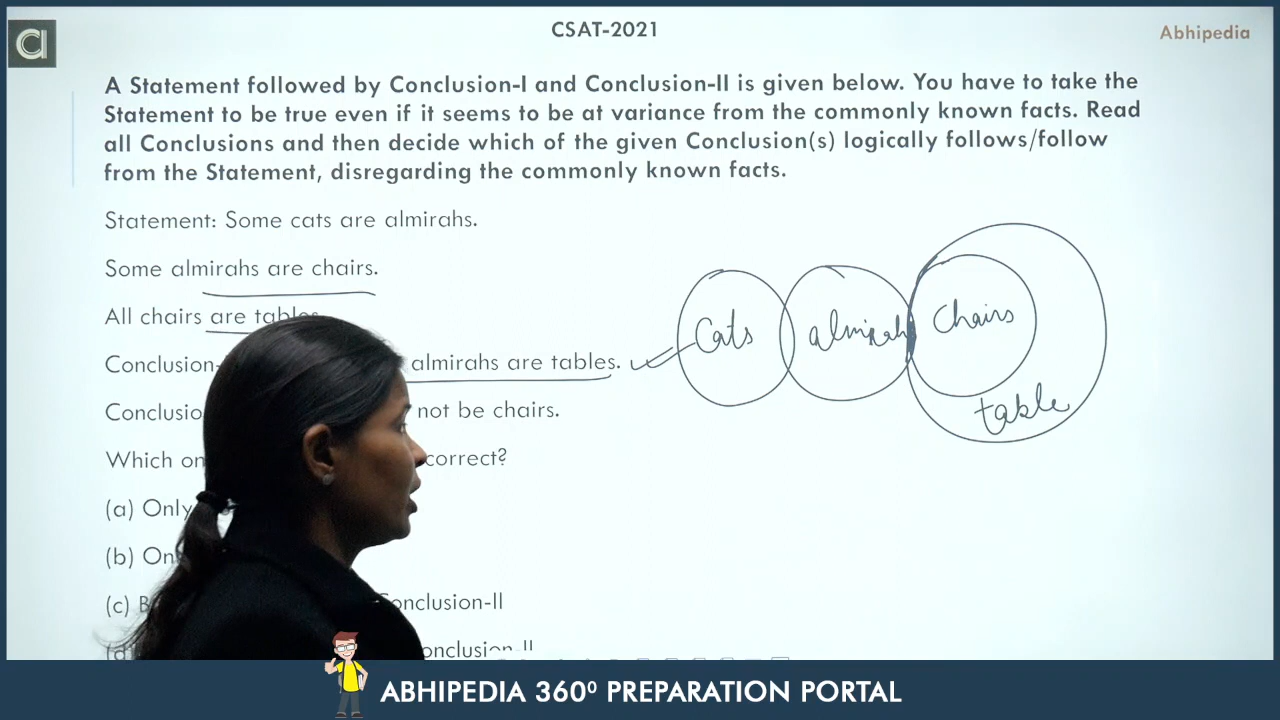 CSAT-2021
Abhipedia
A Statement followed by Conclusion-I and Conclusion-II is given below. You have to take the
Statement to be true even if it seems to be at variance from the commonly known facts. Read
all Conclusions and then decide which of the given Conclusion(s) logically follows/follow
from the Statement, disregarding the commonly known facts.
Statement: Some cats are almirahs.
Some almirahs are chairs.
All chairs are tables
Conclusion- almirahs are tables.
Conclusio not be chairs.
Which on correct?
(a) Only
(b) On
(c) B Conclusion-II
(d) onclusion-II
Cats almirah Chairs
table
ABHIPEDIA 360⁰ PREPARATION PORTAL